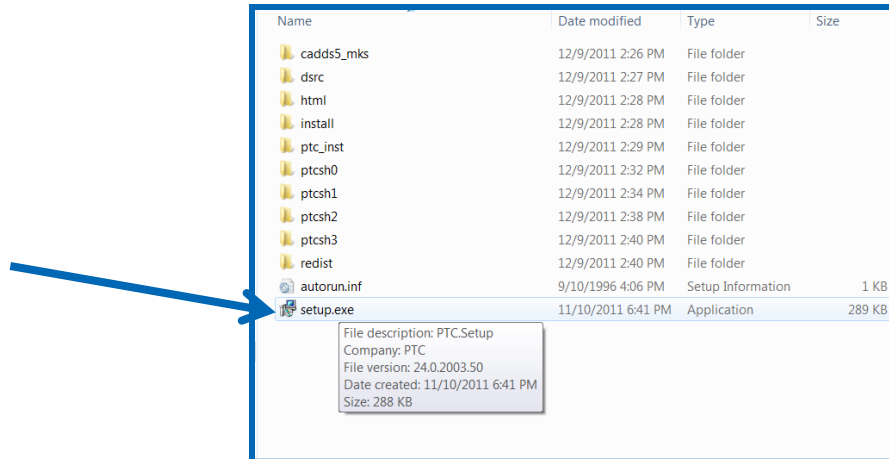 Name Date modified Type Size
cadds5_mks 12/9/2011 2:26 PM File folder
dsrc 12/9/2011 2:27 PM File folder
html 12/9/2011 2:28 PM File folder
install 12/9/2011 2:28 PM File folder
ptc_inst 12/9/2011 2:29 PM File folder
ptcsh0 12/9/2011 2:32 PM File folder
ptcsh1 12/9/2011 2:34 PM File folder
ptcsh2 12/9/2011 2:38 PM File folder
ptcsh3 12/9/2011 2:40 PM File folder
redist 12/9/2011 2:40 PM File folder
autorun.inf 9/10/1996 4:06 PM Setup Information 1 KB
setup.exe 11/10/2011 6:41 PM Application 289 KB
File description: PTC.Setup
Company: PTC
File version: 24.0.2003.50
Date created: 11/10/2011 6:41 PM
Size: 288 KB